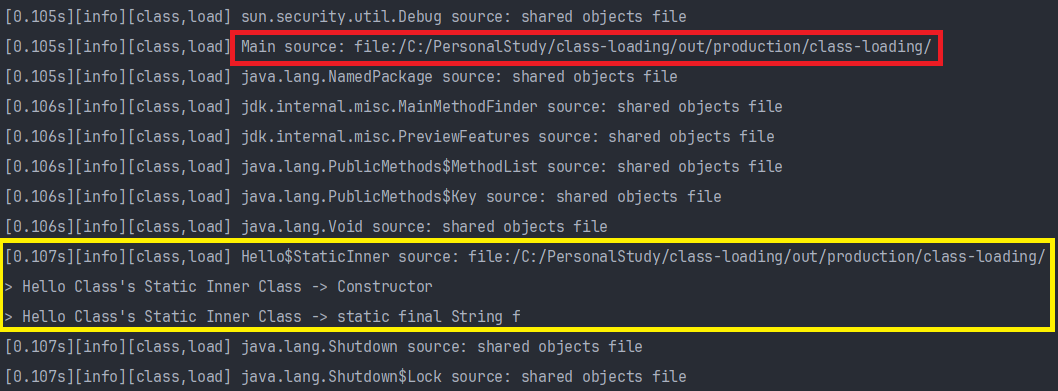 [0.105s][info][class,load] sun.security.util.Debug source: shared objects file
[0.105s][info][class,load] Main source: file:/C:/PersonalStudy/class-loading/out/production/class-loading/
[0.105s][info][class,load] java.lang.NamedPackage source: shared objects file
[0.106s][info][class,load] jdk.internal.misc.MainMethodFinder source: shared objects file
[0.106s][info][class,load] jdk.internal.misc.PreviewFeatures source: shared objects file
[0.106s][info][class,load] java.lang.PublicMethods$MethodList source: shared objects file
[0.106s][info][class,load] java.lang.PublicMethods$Key source: shared objects file
[0.106s][info][class,load] java.lang.Void source: shared objects file
[0.107s][info][class,load] Hello$StaticInner source: file:/C:/PersonalStudy/class-loading/out/production/class-loading/
> Hello Class's Static Inner Class -> Constructor
> Hello Class's Static Inner Class -> static final String f
[0.107s][info][class,load] java.lang.Shutdown source: shared objects file
[0.107s][info][class,load] java.lang.Shutdown$Lock source: shared objects file